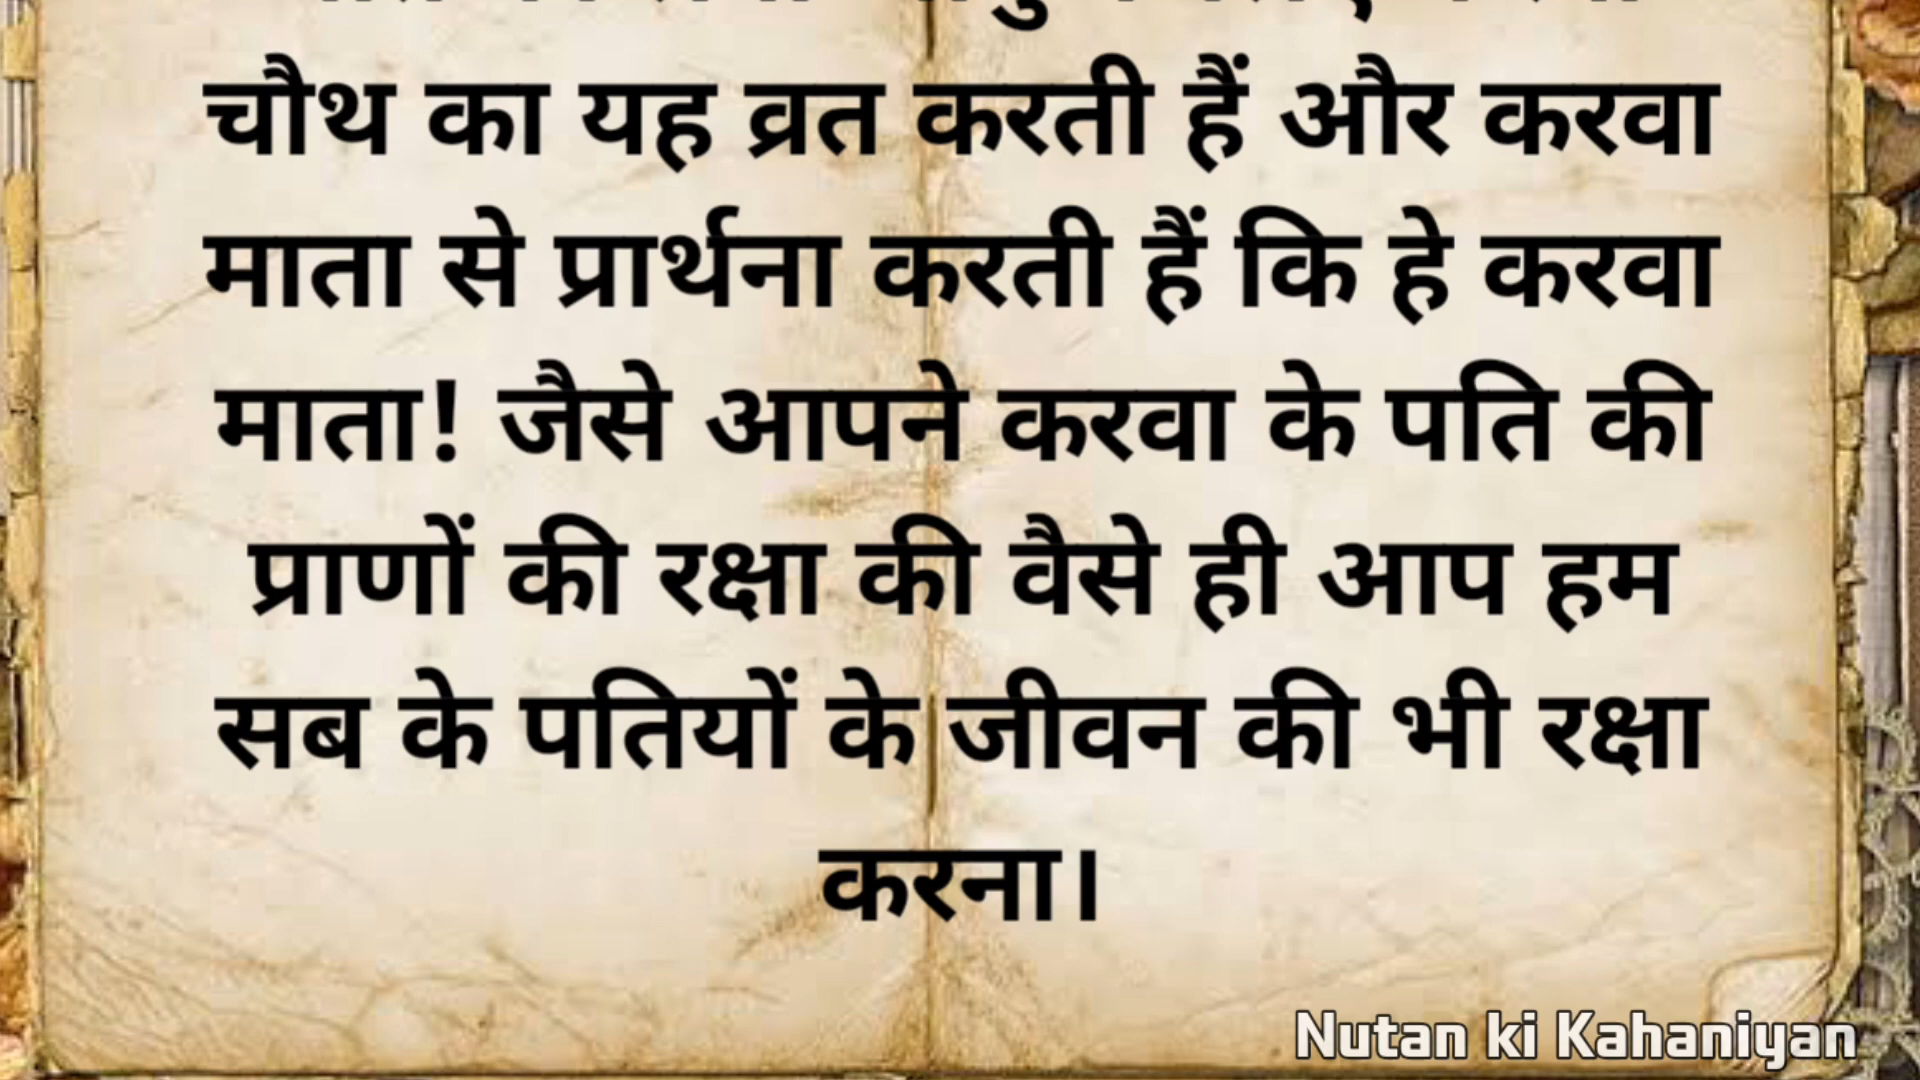 चौथ का यह व्रत करती हैं और करवा
माता से प्रार्थना करती हैं कि हे करवा
माता! जैसे आपने करवा के पति की
प्राणों की रक्षा की वैसे ही आप हम
सब के पतियों के जीवन की भी रक्षा
करना।
Nutan ki Kahaniyan